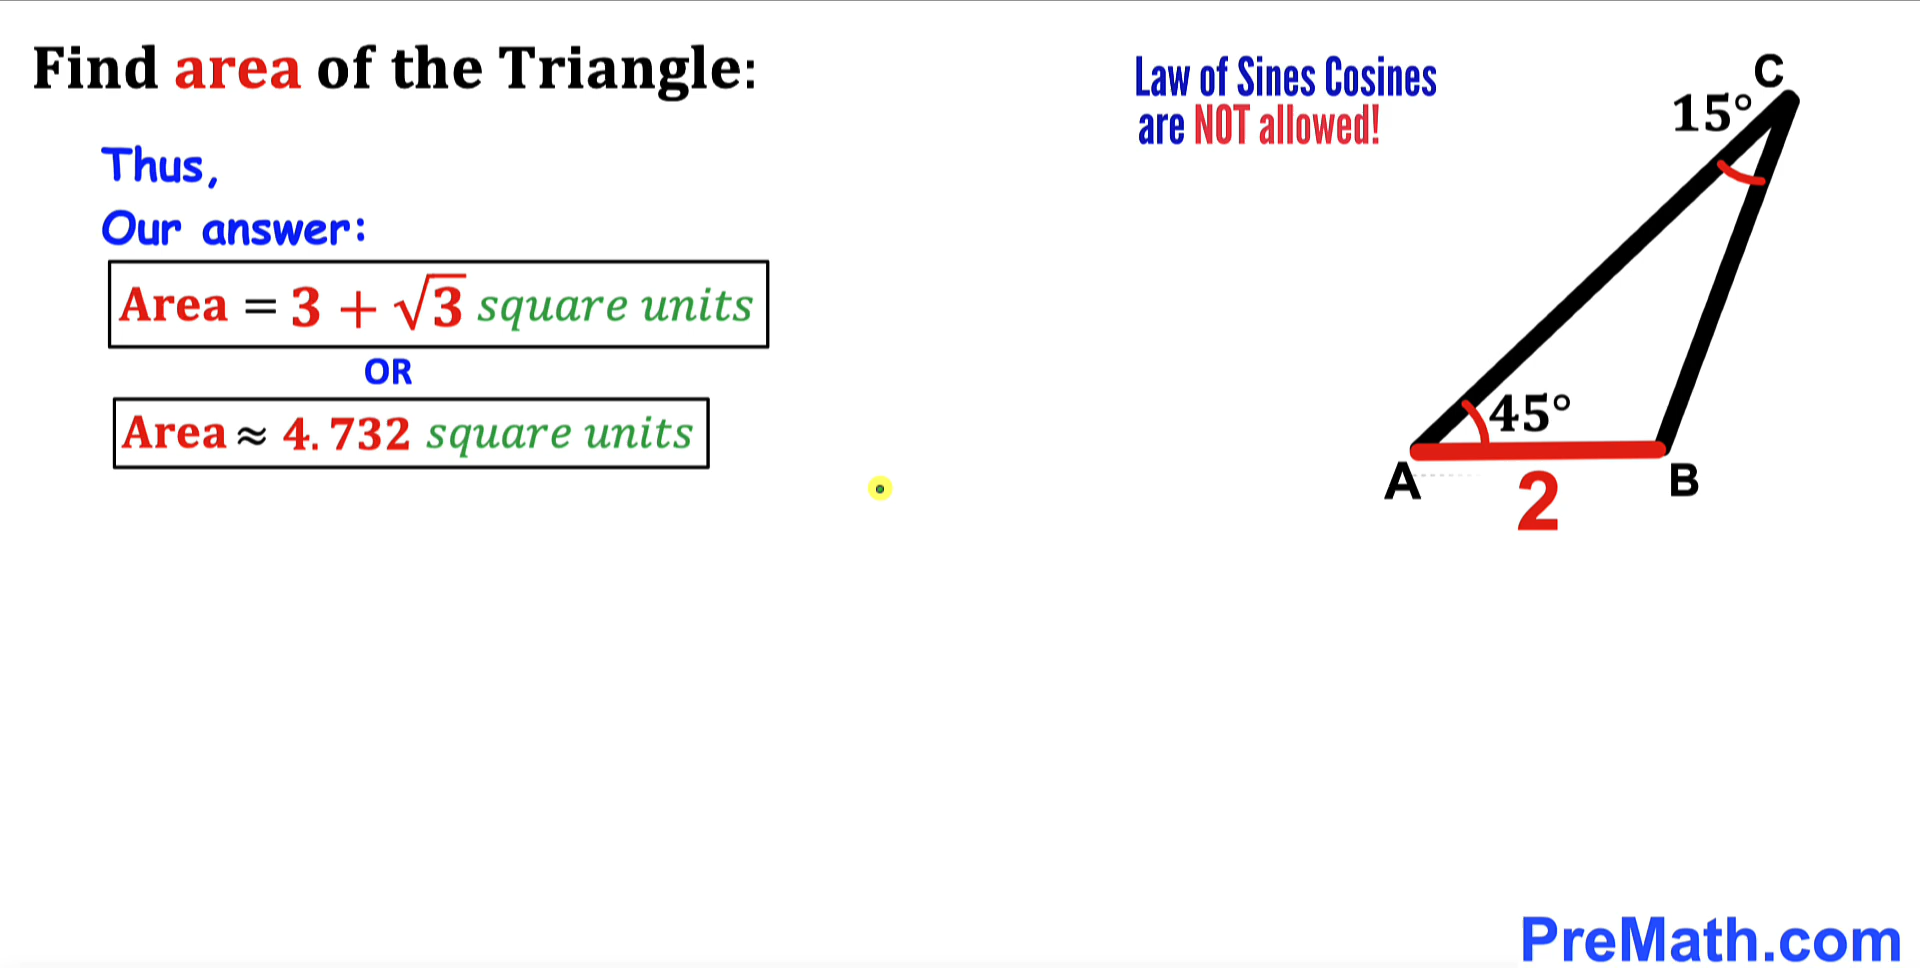 Find area of the Triangle:
Law of Sines Cosines
are NOT allowed!
Thus,
Our answer:
Area = 3 + √3 square units
OR
Area ≈ 4.732 square units
C
15°
45°
A
B
2
PreMath.com